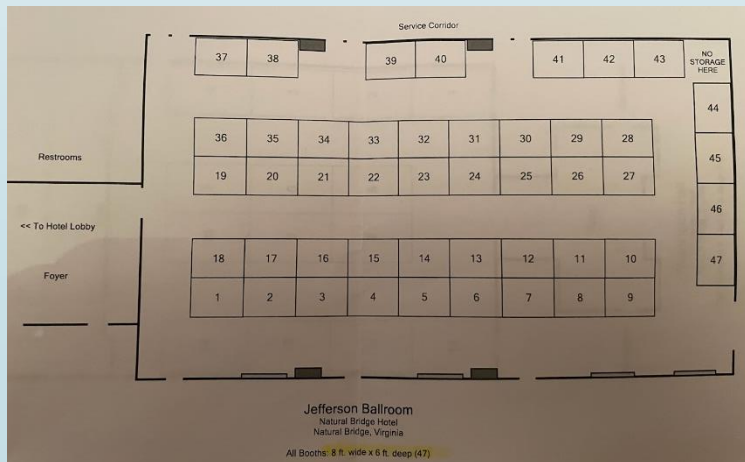 Service Corridor
37 38 39 40 41 42 43
NO
STORAGE
HERE
44
36 35 34 33 32 31 30 29 28
Restrooms
45
19 20 21 22 23 24 25 26 27
46
<< To Hotel Lobby
18 17 16 15 14 13 12 11 10
47
Foyer
1 2 3 4 5 6 7 8 9
Jefferson Ballroom
Natural Bridge Hotel
Natural Bridge, Virginia
All Booths: 8 ft. wide x 6 ft. deep (47)